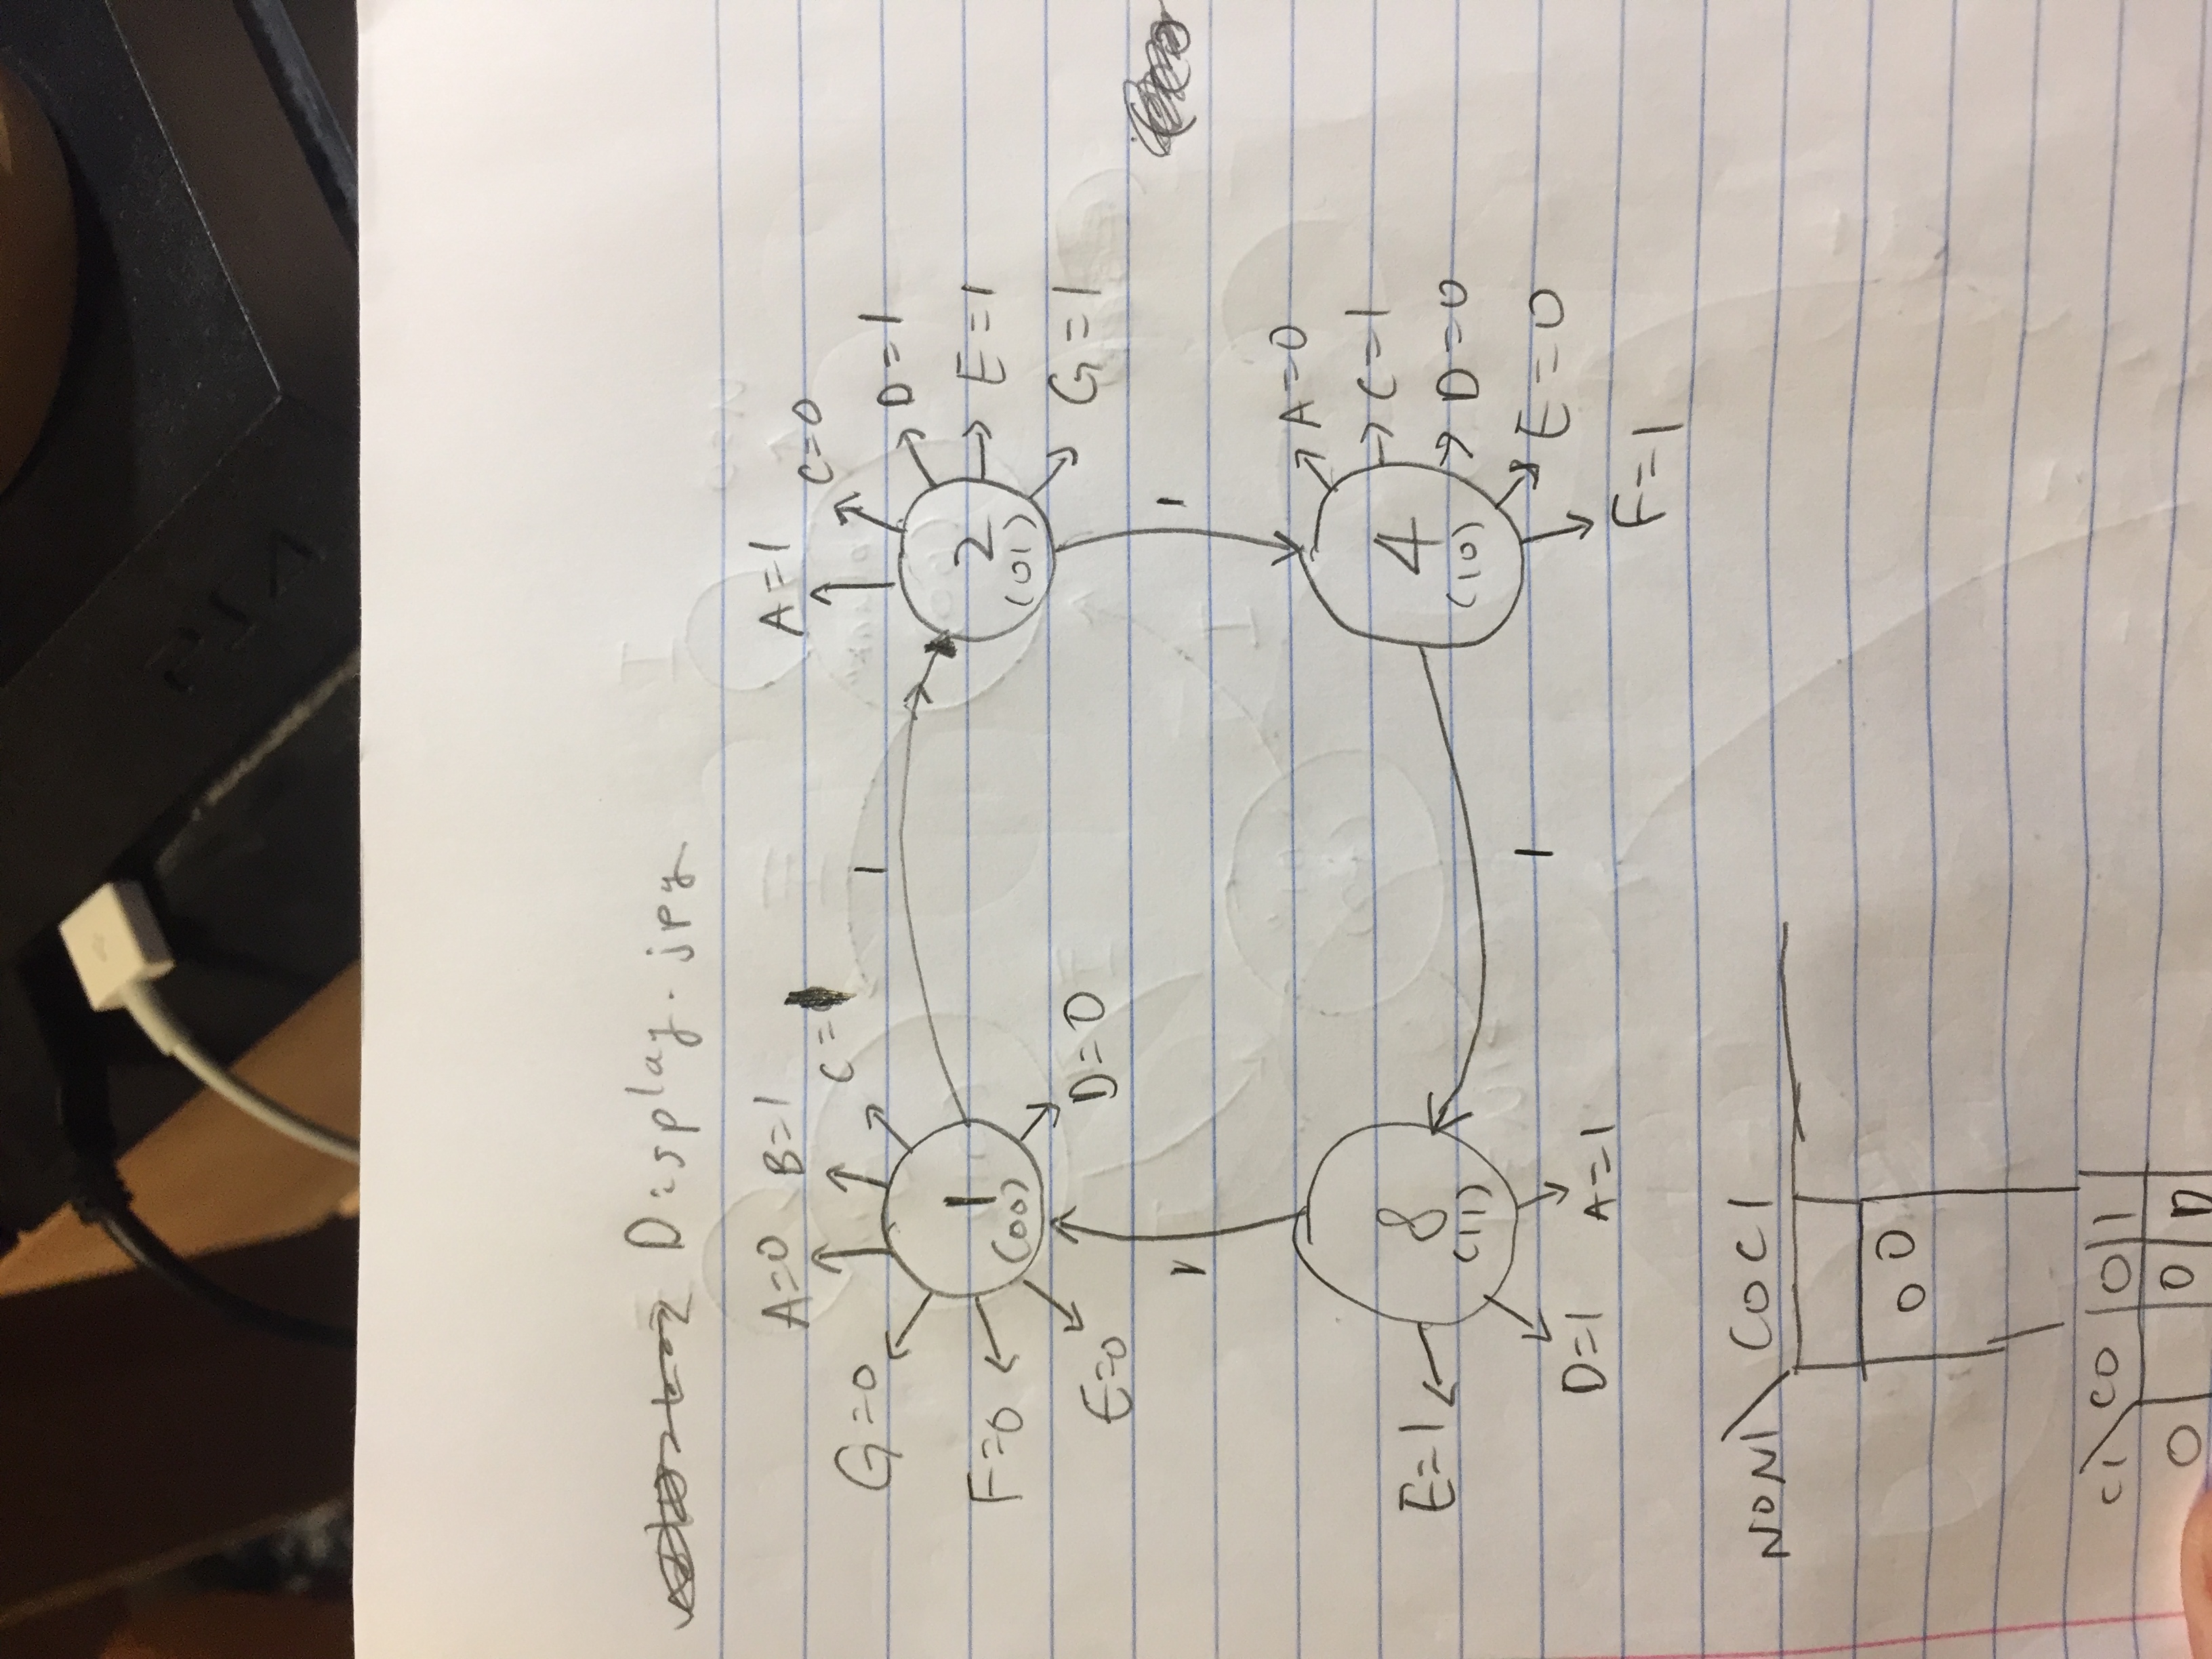 Display.jpg
A=0 B=1 A=1
C=1 C=0
G=0 1 D=1
1 2 E=1
F=0 (00) (01)
E=0 D=0 G=1
1 1
A=0
C=1
8 4
E=1 (11) (10) D=0
1 E=0
D=1 A=1
F=1
N0N1\ C0C1
00
C1\C0 0 1
0 0